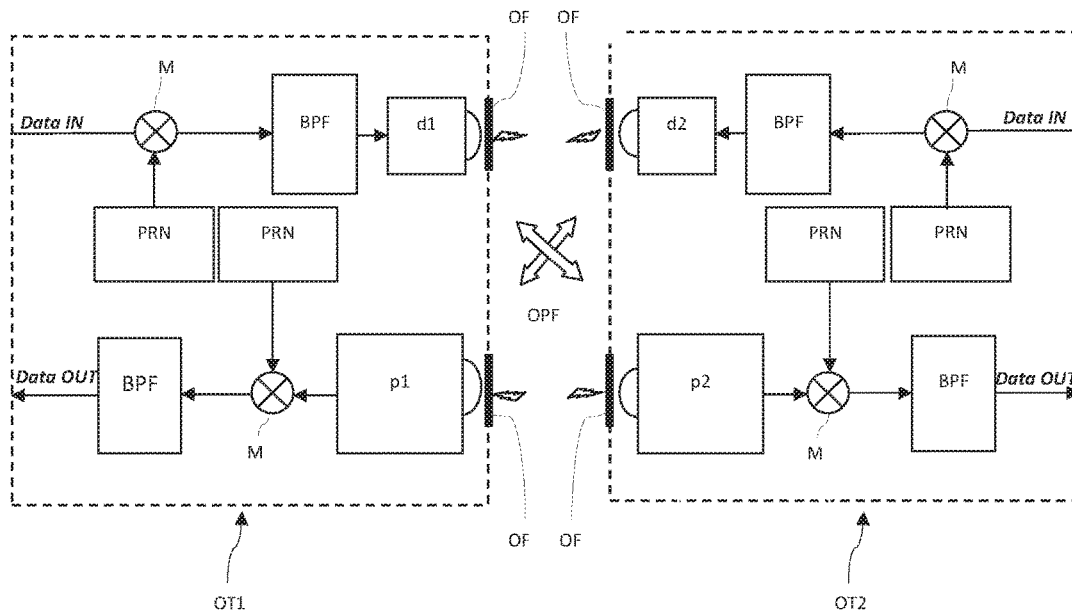 OF OF
M M
Data IN BPF d1 d2 BPF Data IN
PRN PRN PRN PRN
OPF
Data OUT BPF p1 p2 BPF Data OUT
M M
OF OF
OT1 OT2